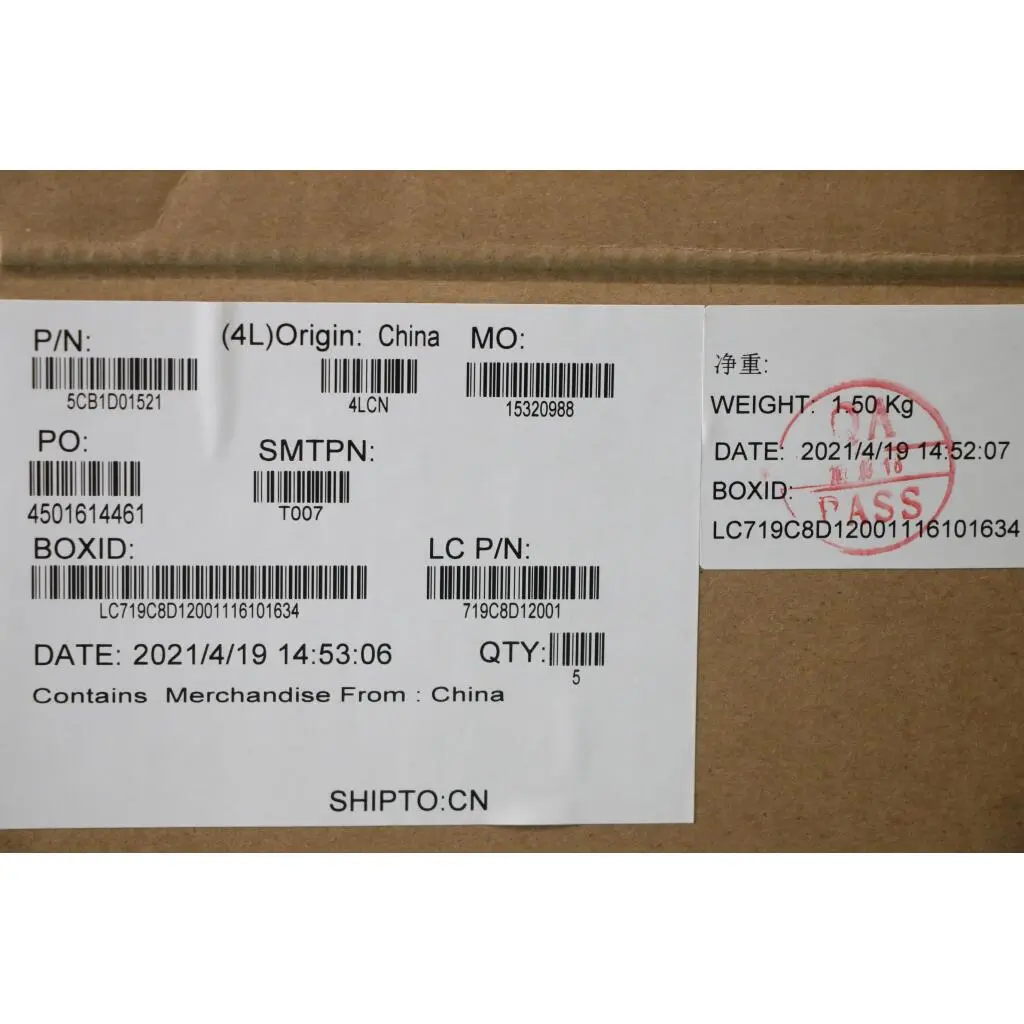 P/N: (4L)Origin: China MO:
5CB1D01521 4LCN 15320988
PO: SMTPN:
4501614461 T007
BOXID: LC P/N:
LC719C8D12001116101634 719C8D12001
DATE: 2021/4/19 14:53:06 QTY:
5
Contains Merchandise From : China
SHIPTO:CN
净重:
WEIGHT: 1.50 Kg
DATE: 2021/4/19 14:52:07
BOXID:
LC719C8D12001116101634
QA
PASS